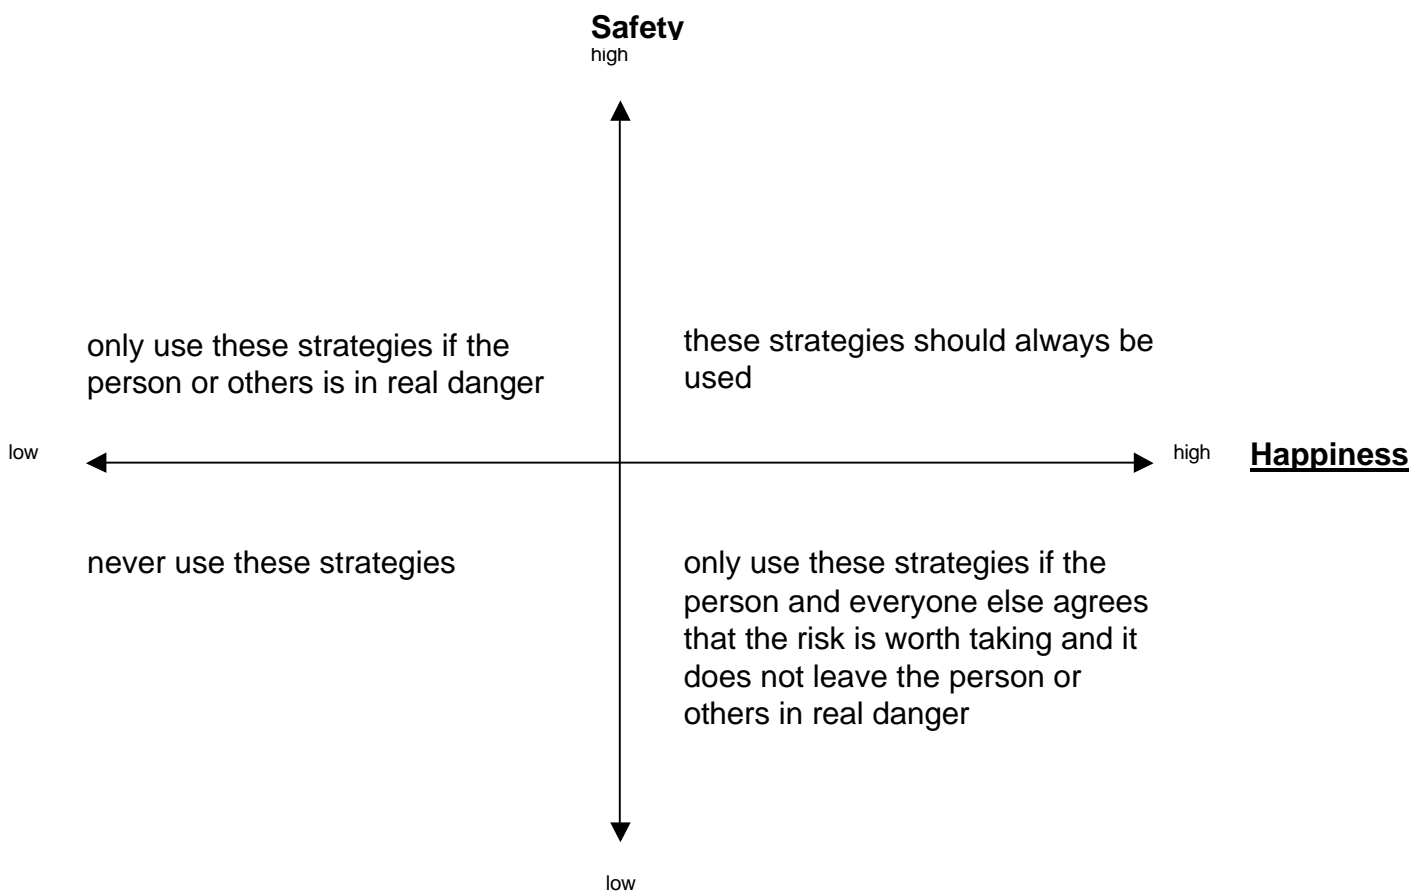 Safety
high
only use these strategies if the
person or others is in real danger
these strategies should always be
used
low
high
Happiness
never use these strategies
only use these strategies if the
person and everyone else agrees
that the risk is worth taking and it
does not leave the person or
others in real danger
low